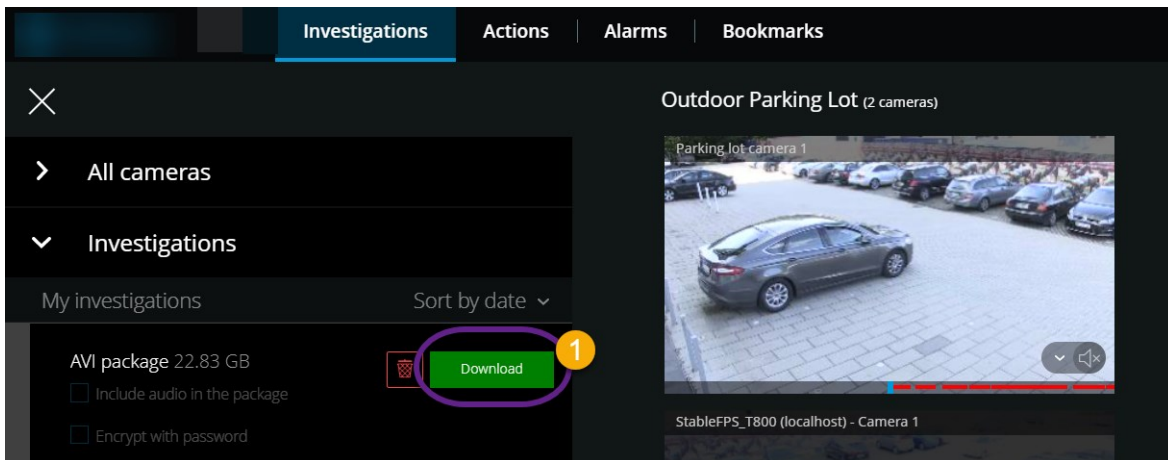 Investigations Actions Alarms Bookmarks
Outdoor Parking Lot (2 cameras)
All cameras
Investigations
My investigations Sort by date
AVI package 22.83 GB
Download
1
Include audio in the package
Encrypt with password
Parking lot camera 1
StableFPS_T800 (localhost) - Camera 1